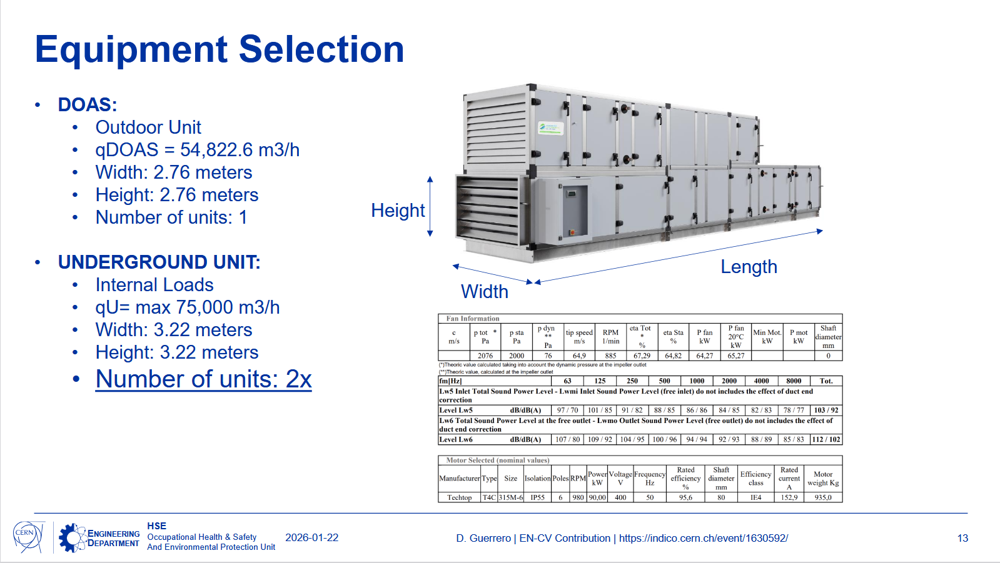 Equipment Selection
• DOAS:
• Outdoor Unit
• qDOAS = 54,822.6 m3/h
• Width: 2.76 meters
• Height: 2.76 meters
• Number of units: 1
• UNDERGROUND UNIT:
• Internal Loads
• qU= max 75,000 m3/h
• Width: 3.22 meters
• Height: 3.22 meters
• Number of units: 2x
Height
Width
Length
Fan Information
c m/s | p tot * Pa | p sta Pa | p dyn ** Pa | tip speed m/s | RPM 1/min | eta Tot * % | eta Sta % | P fan kW | P fan 20°C kW | Min Mot. kW | P mot kW | Shaft diameter mm
2076 | 2000 | 76 | 64,9 | 885 | 67,29 | 64,82 | 64,27 | 65,27 | 0
(*)Theoric value calculated taking into account the dynamic pressure at the impeller outlet
(**)Theoric value, calculated at the impeller outlet
fm[Hz] | 63 | 125 | 250 | 500 | 1000 | 2000 | 4000 | 8000 | Tot.
Lw5 Inlet Total Sound Power Level - Lwmi Inlet Sound Power Level (free inlet) do not includes the effect of duct end
correction
Level Lw5 dB/dB(A) | 97 / 70 | 101 / 85 | 91 / 82 | 88 / 85 | 86 / 86 | 84 / 85 | 82 / 83 | 78 / 77 | 103 / 92
Lw6 Total Sound Power Level at the free outlet - Lwmo Outlet Sound Power Level (free outlet) do not includes the effect of
duct end correction
Level Lw6 dB/dB(A) | 107 / 80 | 109 / 92 | 104 / 95 | 100 / 96 | 94 / 94 | 92 / 93 | 88 / 89 | 85 / 83 | 112 / 102
Motor Selected (nominal values)
Manufacturer | Type | Size | Isolation | Poles | RPM | Power kW | Voltage V | Frequency Hz | Rated efficiency % | Shaft diameter mm | Efficiency class | Rated current A | Motor weight Kg
Techtop | T4C | 315M-6 | IP55 | 6 | 980 | 90,00 | 400 | 50 | 95,6 | 80 | IE4 | 152,9 | 935,0
CERN
ENGINEERING
DEPARTMENT
HSE
Occupational Health & Safety
And Environmental Protection Unit
2026-01-22
D. Guerrero | EN-CV Contribution | https://indico.cern.ch/event/1630592/
13